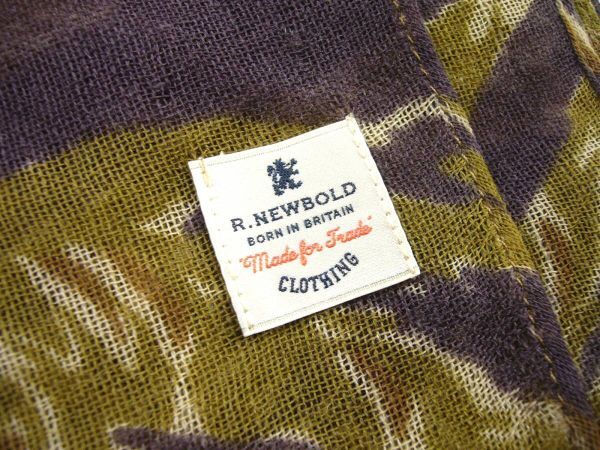 R.NEWBOLD
BORN IN BRITAIN
"Made for Trade"
CLOTHING